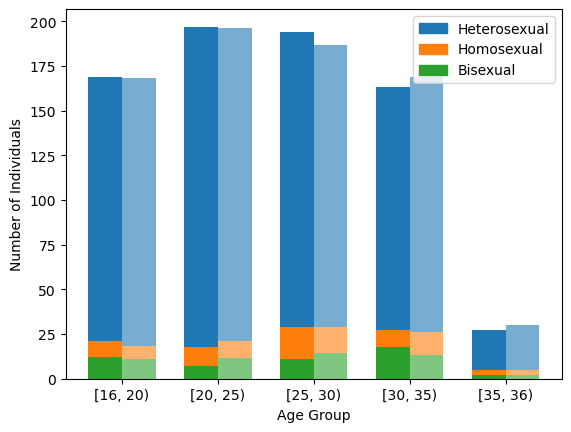 200
175
150
125
100
75
50
25
0
Number of Individuals
Heterosexual
Homosexual
Bisexual
[16, 20)
[20, 25)
[25, 30)
[30, 35)
[35, 36)
Age Group